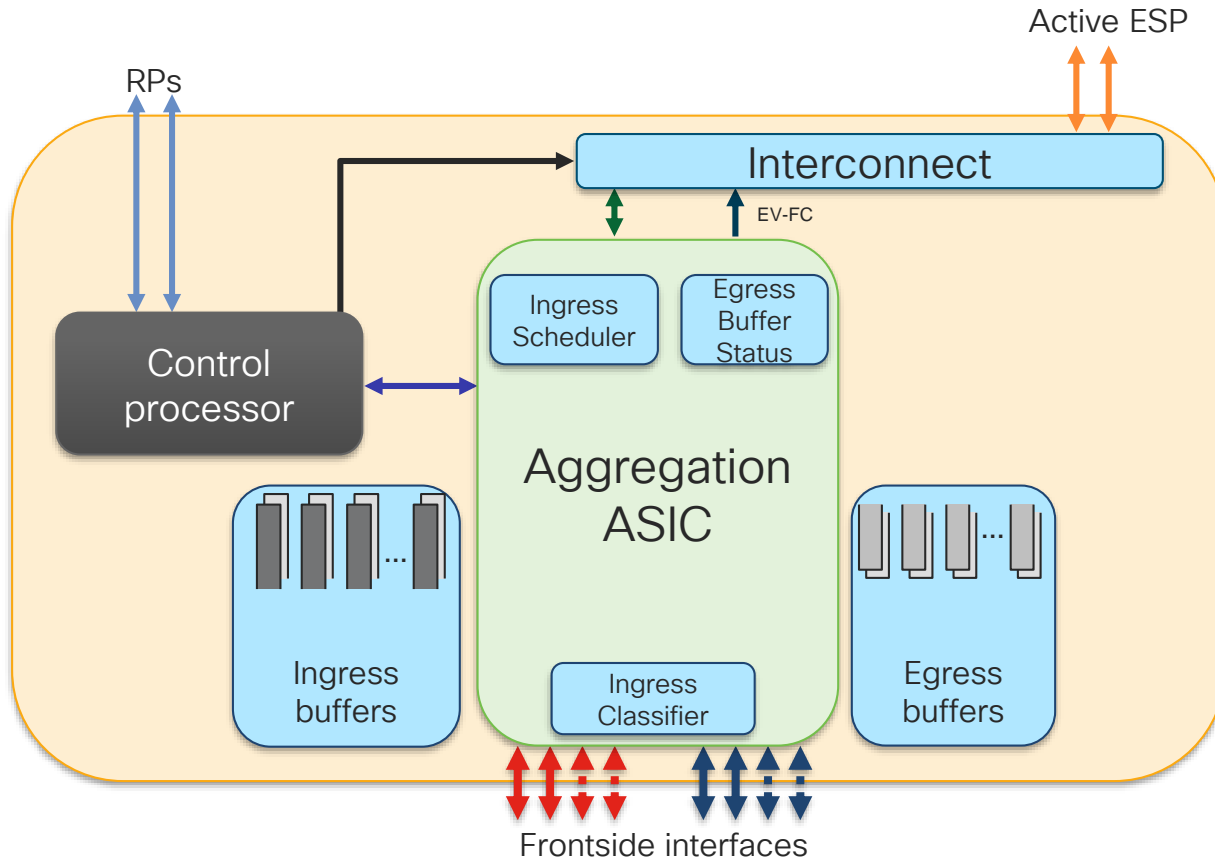 Active ESP
RPs
Interconnect
EV-FC
Ingress
Scheduler
Egress
Buffer
Status
Control
processor
Aggregation
ASIC
...
...
Ingress
buffers
Ingress
Classifier
Egress
buffers
Frontside interfaces